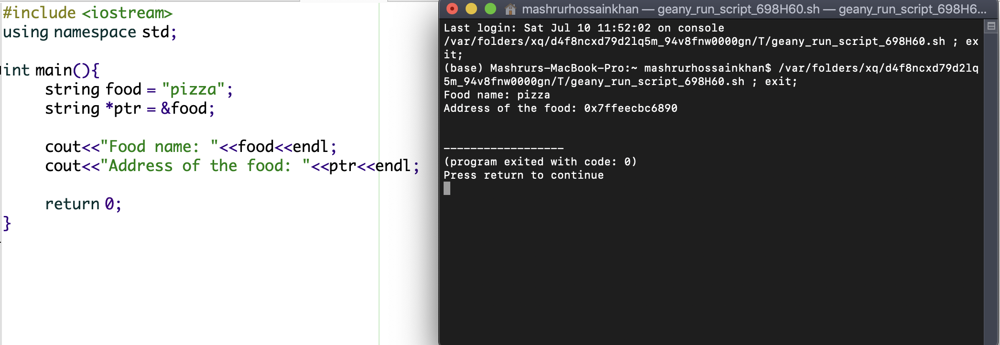 #include <iostream>
using namespace std;
int main(){
string food = "pizza";
string *ptr = &food;
cout<<"Food name: "<<food<<endl;
cout<<"Address of the food: "<<ptr<<endl;
return 0;
}
mashrurhossainkhan — geany_run_script_698H60.sh — geany_run_script_698H6...
Last login: Sat Jul 10 11:52:02 on console
/var/folders/xq/d4f8ncxd79d2lq5m_94v8fnw0000gn/T/geany_run_script_698H60.sh ; ex
it;
(base) Mashrurs-MacBook-Pro:~ mashrurhossainkhan$ /var/folders/xq/d4f8ncxd79d2lq
5m_94v8fnw0000gn/T/geany_run_script_698H60.sh ; exit;
Food name: pizza
Address of the food: 0x7ffeecbc6890
------------------
(program exited with code: 0)
Press return to continue